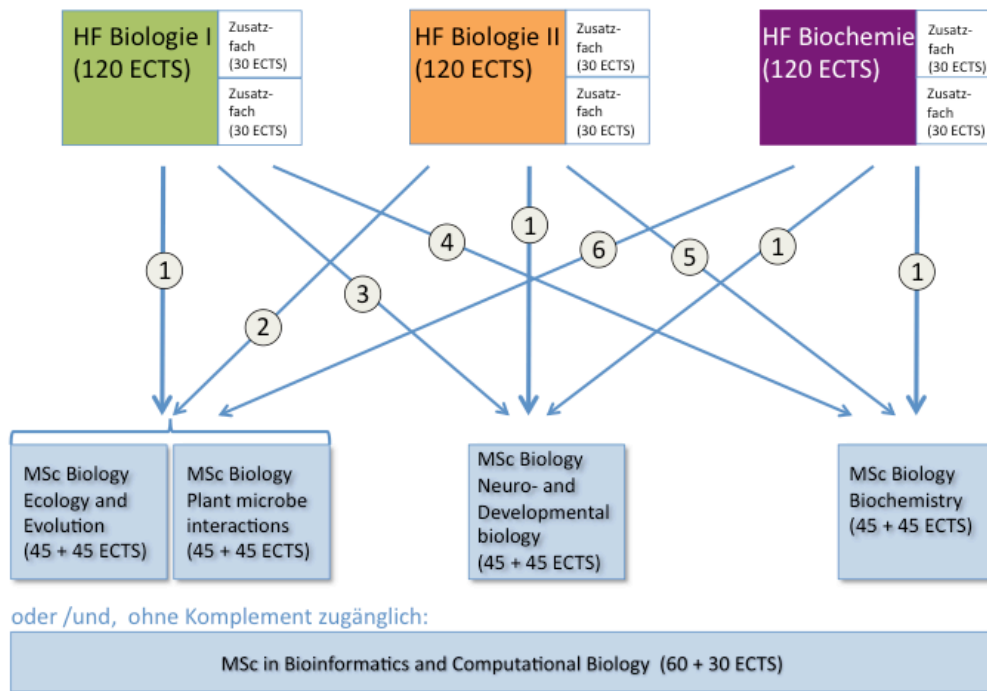 HF Biologie I
(120 ECTS)
Zusatz-
fach
(30 ECTS)
Zusatz-
fach
(30 ECTS)
HF Biologie II
(120 ECTS)
Zusatz-
fach
(30 ECTS)
Zusatz-
fach
(30 ECTS)
HF Biochemie
(120 ECTS)
Zusatz-
fach
(30 ECTS)
Zusatz-
fach
(30 ECTS)
1
2
3
4
1
6
5
1
1
MSc Biology
Ecology and
Evolution
(45 + 45 ECTS)
MSc Biology
Plant microbe
interactions
(45 + 45 ECTS)
MSc Biology
Neuro- and
Developmental
biology
(45 + 45 ECTS)
MSc Biology
Biochemistry
(45 + 45 ECTS)
oder /und, ohne Komplement zugänglich:
MSc in Bioinformatics and Computational Biology (60 + 30 ECTS)